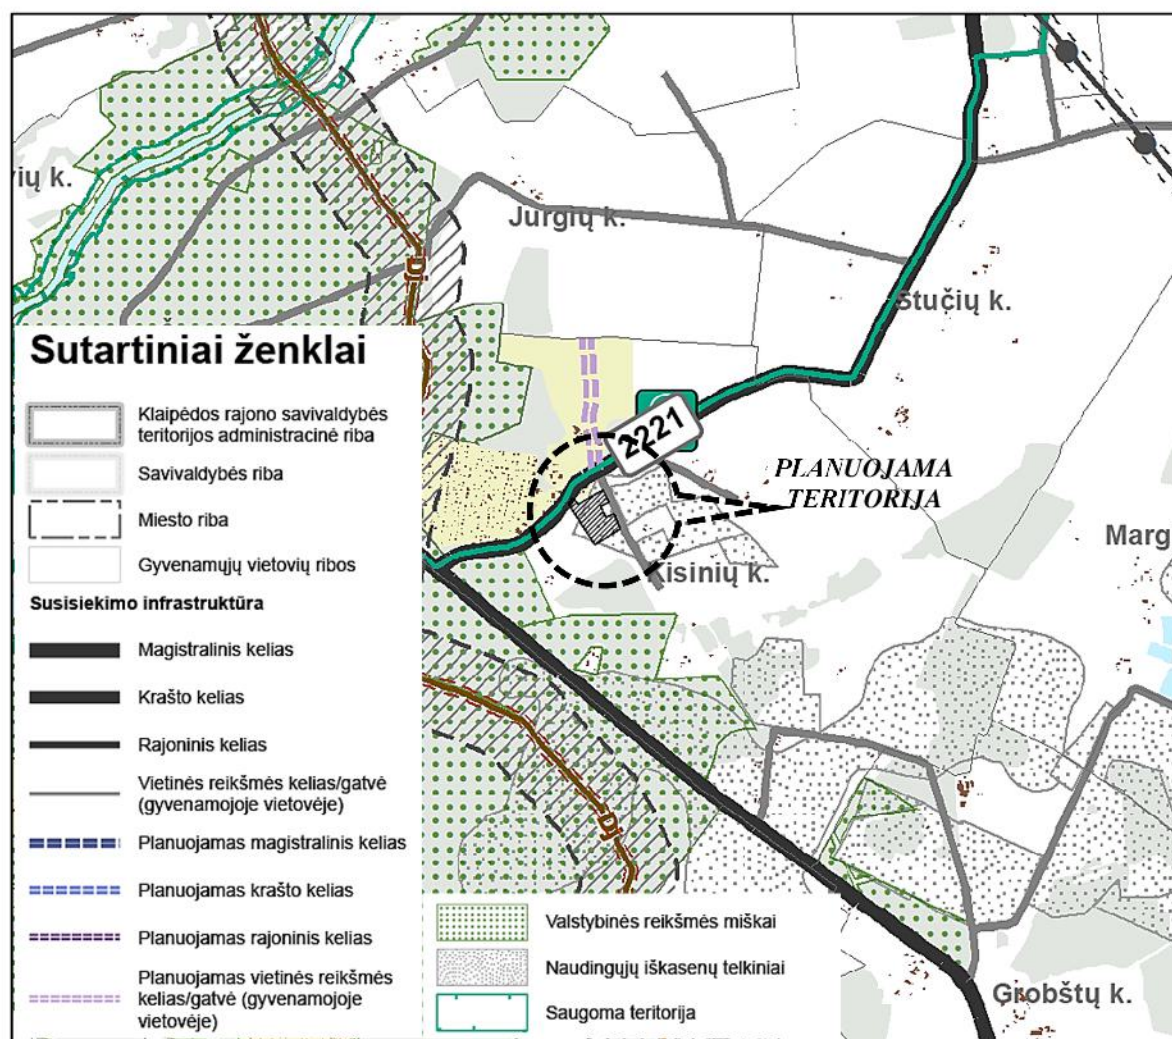 vių k.
Jurgių k.
Dj
Stučių k.
2221
PLANUOJAMA
TERITORIJA
Kisinių k.
Marg
Dj
Grobštų k.
Sutartiniai ženklai
Klaipėdos rajono savivaldybės
teritorijos administracinė riba
Savivaldybės riba
Miesto riba
Gyvenamųjų vietovių ribos
Susisiekimo infrastruktūra
Magistralinis kelias
Krašto kelias
Rajoninis kelias
Vietinės reikšmės kelias/gatvė
(gyvenamojoje vietovėje)
Planuojamas magistralinis kelias
Planuojamas krašto kelias
Planuojamas rajoninis kelias
Planuojamas vietinės reikšmės
kelias/gatvė (gyvenamojoje
vietovėje)
Valstybinės reikšmės miškai
Naudingųjų iškasenų telkiniai
Saugoma teritorija